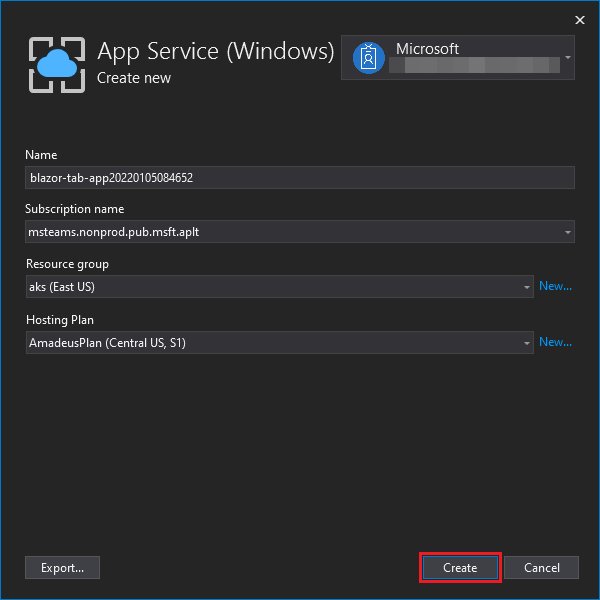 App Service (Windows)
Create new
Microsoft
Name
blazor-tab-app20220105084652
Subscription name
msteams.nonprod.pub.msft.aplt
Resource group
aks (East US)
New...
Hosting Plan
AmadeusPlan (Central US, S1)
New...
Export...
Create
Cancel